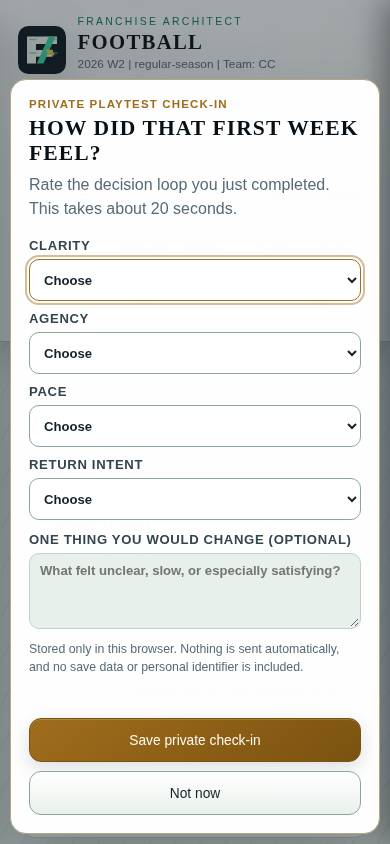 FRANCHISE ARCHITECT
FOOTBALL
2026 W2 | regular-season | Team: CC
PRIVATE PLAYTEST CHECK-IN
HOW DID THAT FIRST WEEK
FEEL?
Rate the decision loop you just completed.
This takes about 20 seconds.
CLARITY
Choose
AGENCY
Choose
PACE
Choose
RETURN INTENT
Choose
ONE THING YOU WOULD CHANGE (OPTIONAL)
What felt unclear, slow, or especially satisfying?
Stored only in this browser. Nothing is sent automatically,
and no save data or personal identifier is included.
Save private check-in
Not now